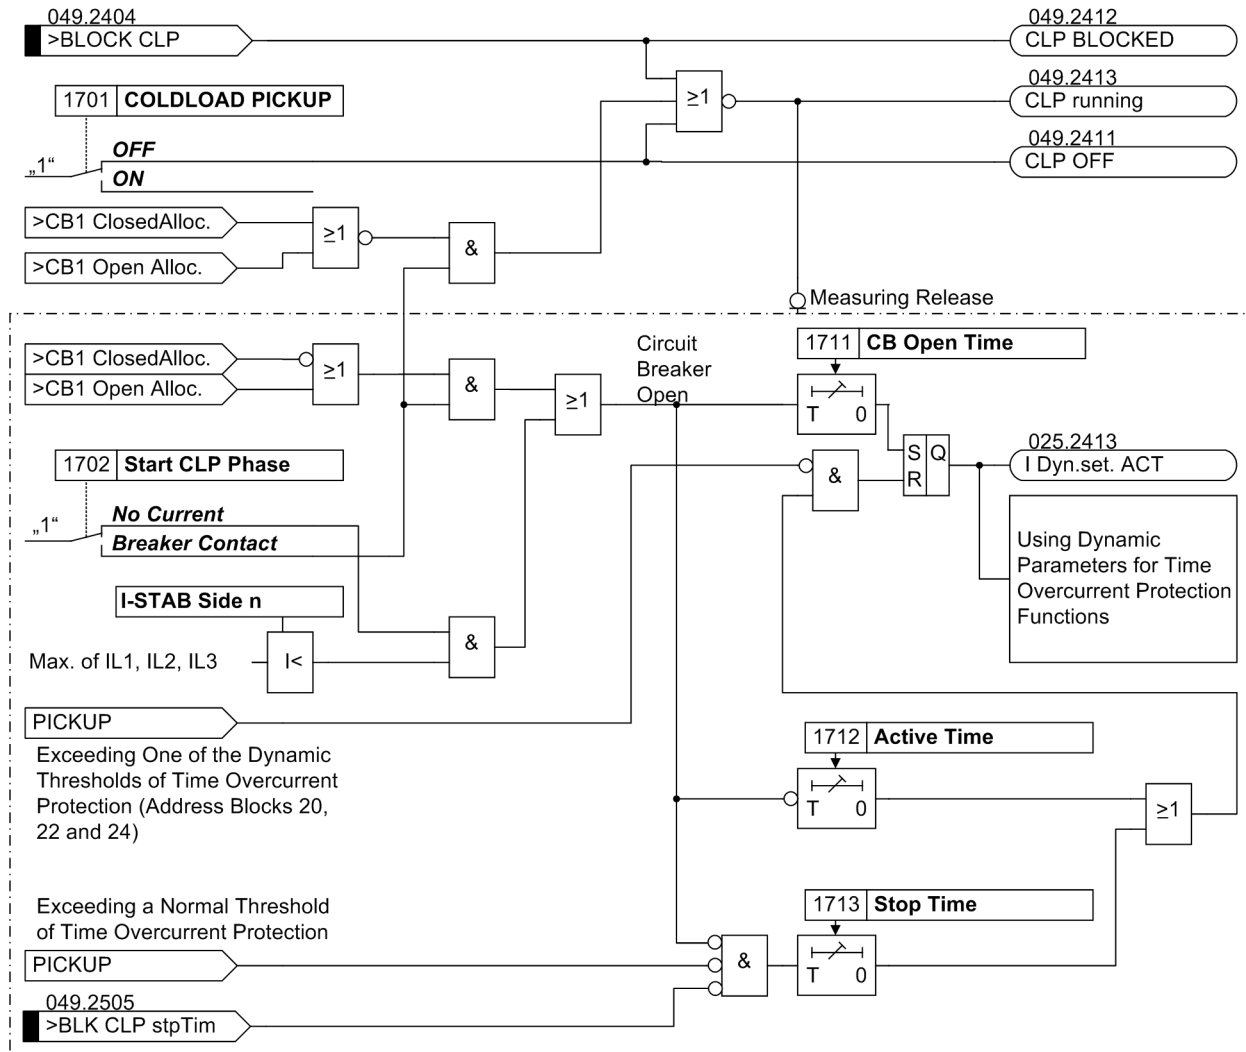 049.2404
>BLOCK CLP
049.2412
CLP BLOCKED
1701 COLDLOAD PICKUP
≥1
049.2413
CLP running
„1“
OFF
ON
049.2411
CLP OFF
>CB1 ClosedAlloc.
>CB1 Open Alloc.
≥1
&
Measuring Release
>CB1 ClosedAlloc.
>CB1 Open Alloc.
≥1
&
≥1
Circuit
Breaker
Open
1711 CB Open Time
T 0
1702 Start CLP Phase
&
S Q
R
025.2413
I Dyn.set. ACT
„1“
No Current
Breaker Contact
Using Dynamic
Parameters for Time
Overcurrent Protection
Functions
I-STAB Side n
Max. of IL1, IL2, IL3
I<
&
PICKUP
Exceeding One of the Dynamic
Thresholds of Time Overcurrent
Protection (Address Blocks 20,
22 and 24)
1712 Active Time
T 0
≥1
Exceeding a Normal Threshold
of Time Overcurrent Protection
PICKUP
1713 Stop Time
&
T 0
049.2505
>BLK CLP stpTim